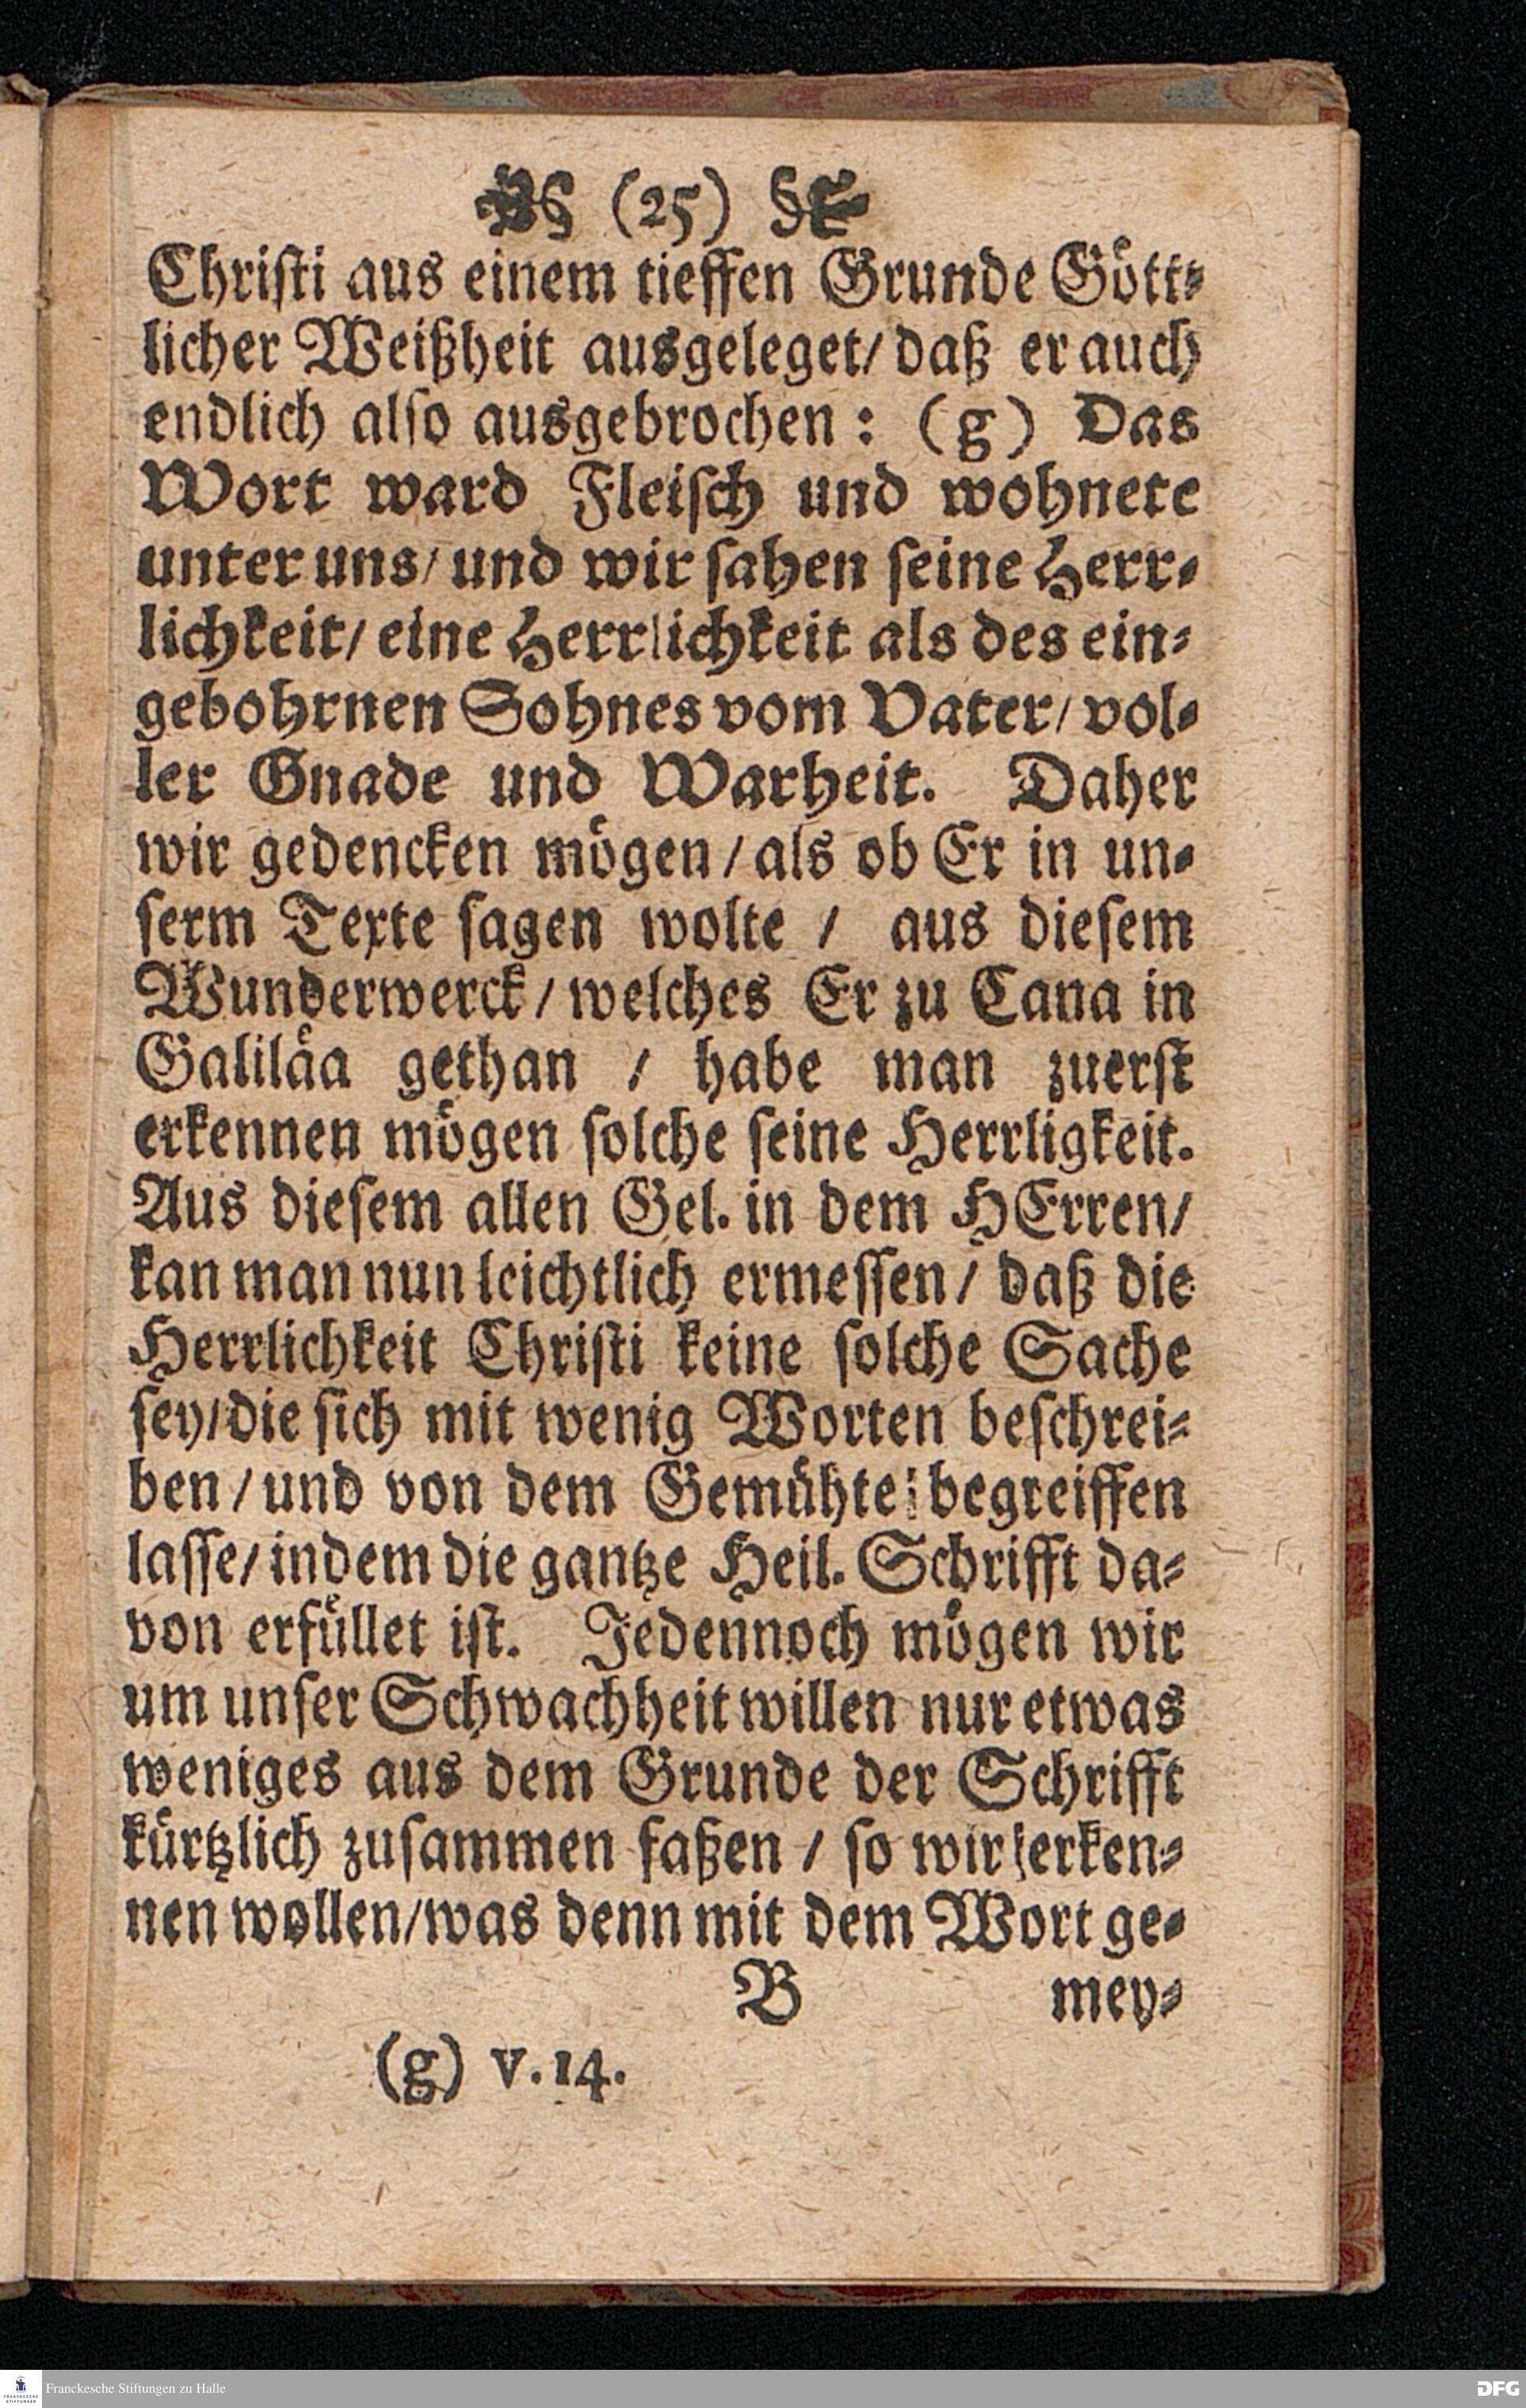 (25)
Christi aus einem tieffen Grunde Gött-
licher Weißheit ausgeleget/ daß er auch
endlich also ausgebrochen: (g) Das
Wort ward Fleisch und wohnete
unter uns/ und wir sahen seine Herr-
lichkeit/ eine Herrlichkeit als des ein-
gebohrnen Sohnes vom Vater/ vol-
ler Gnade und Warheit. Daher
wir gedencken mögen / als ob Er in un-
serm Texte sagen wolte / aus diesem
Wunderwerck / welches Er zu Cana in
Galiläa gethan / habe man zuerst
erkennen mögen solche seine Herrligkeit.
Aus diesem allen Gel. in dem HErren/
kan man nun leichtlich ermessen / daß die
Herrlichkeit Christi keine solche Sache
sey/die sich mit wenig Worten beschrei-
ben / und von dem Gemühte begreiffen
lasse/ indem die gantze Heil. Schrifft da-
von erfüllet ist. Jedennoch mögen wir
um unser Schwachheit willen nur etwas
weniges aus dem Grunde der Schrifft
kürtzlich zusammen faßen / so wir erken-
nen wollen/was denn mit dem Wort ge-
B mey-
(g) v. 14.
Franckesche Stiftungen zu Halle
DFG